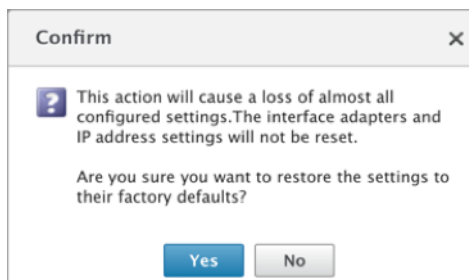 Confirm
This action will cause a loss of almost all
configured settings.The interface adapters and
IP address settings will not be reset.
Are you sure you want to restore the settings to
their factory defaults?
Yes No